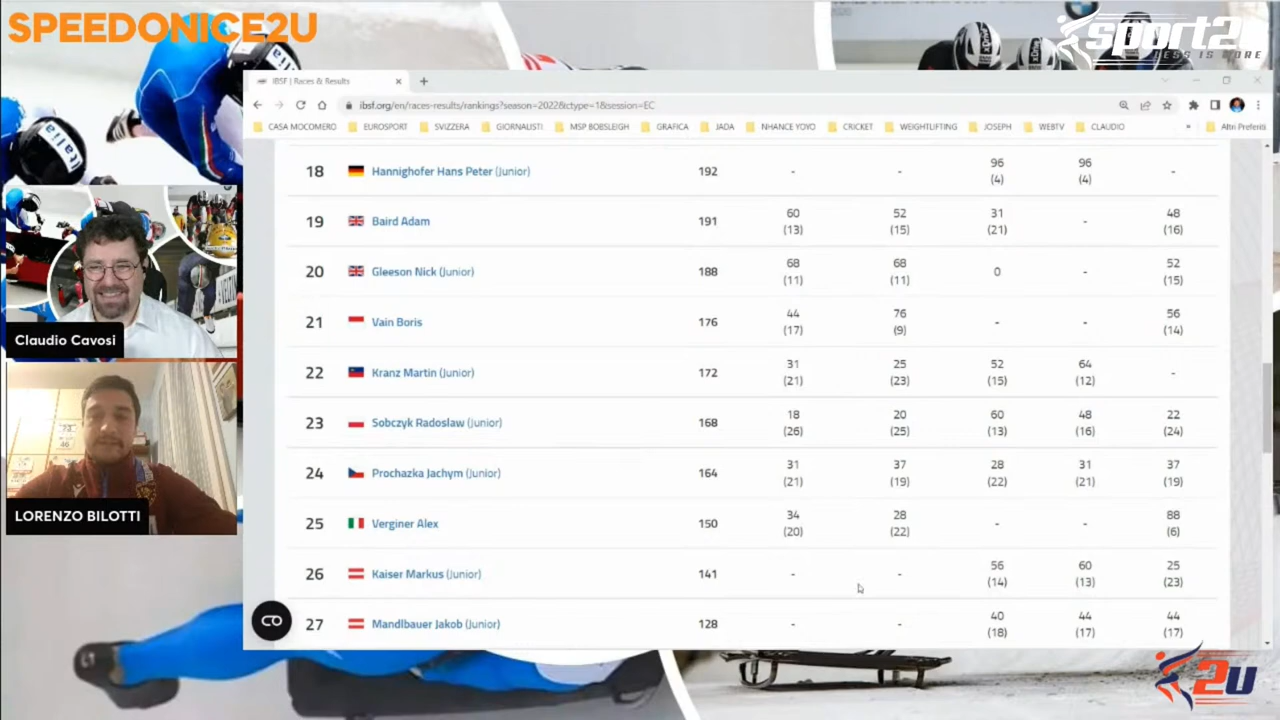 SPEEDONICE2U
sport2u
LESS IS MORE
IBSF | Races & Results
ibsf.org/en/races-results/rankings?season=2022&ctype=1&session=EC
CASA MOCOMERO EUROSPORT SVIZZERA GIORNALISTI MSP BOBSLEIGH GRAFICA JADA NHANCE YOYO CRICKET WEIGHTLIFTING JOSEPH WEBTV CLAUDIO » Altri Preferiti
18 Hannighofer Hans Peter (Junior) 192 - - 96 (4) 96 (4) -
19 Baird Adam 191 60 (13) 52 (15) 31 (21) - 48 (16)
20 Gleeson Nick (Junior) 188 68 (11) 68 (11) 0 - 52 (15)
21 Vain Boris 176 44 (17) 76 (9) - - 56 (14)
22 Kranz Martin (Junior) 172 31 (21) 25 (23) 52 (15) 64 (12) -
23 Sobczyk Radoslaw (Junior) 168 18 (26) 20 (25) 60 (13) 48 (16) 22 (24)
24 Prochazka Jachym (Junior) 164 31 (21) 37 (19) 28 (22) 31 (21) 37 (19)
25 Verginer Alex 150 34 (20) 28 (22) - - 88 (6)
26 Kaiser Markus (Junior) 141 - - 56 (14) 60 (13) 25 (23)
27 Mandlbauer Jakob (Junior) 128 - - 40 (18) 44 (17) 44 (17)
Claudio Cavosi
LORENZO BILOTTI
Italia
2u